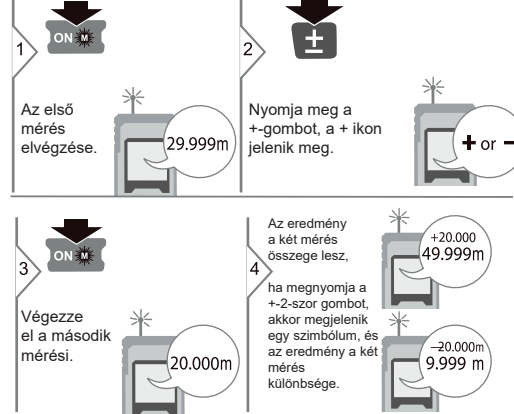 1
ON M
Az első
mérés
elvégzése.
29.999m
2
±
Nyomja meg a
+-gombot, a + ikon
jelenik meg.
+ or –
3
ON M
Végezze
el a második
mérési.
20.000m
4
Az eredmény
a két mérés
összege lesz,
ha megnyomja a
+-2-szor gombot,
akkor megjelenik
egy szimbólum, és
az eredmény a két
mérés
különbsége.
+20.000
49.999m
–20.000m
9.999 m